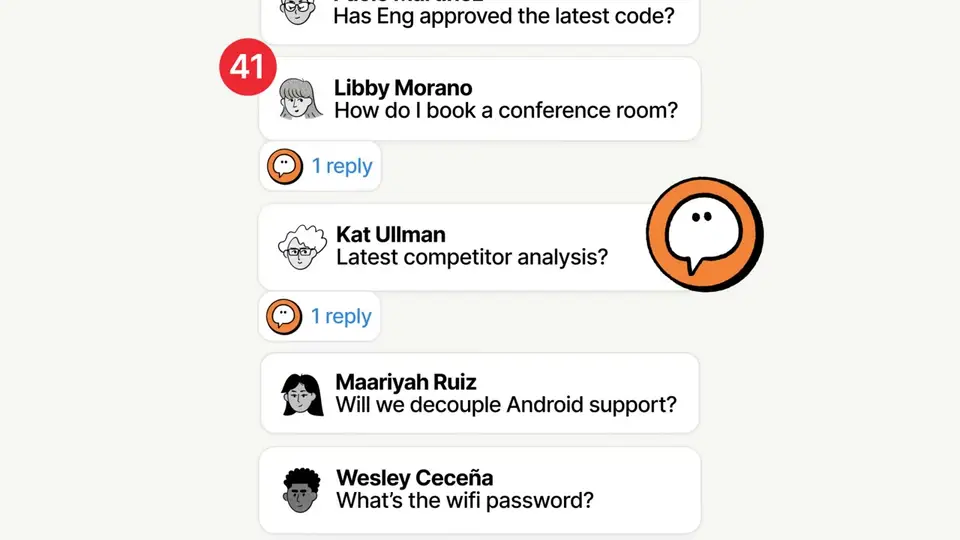 Has Eng approved the latest code?
41
Libby Morano
How do I book a conference room?
1 reply
Kat Ullman
Latest competitor analysis?
1 reply
Maariyah Ruiz
Will we decouple Android support?
Wesley Ceceña
What's the wifi password?